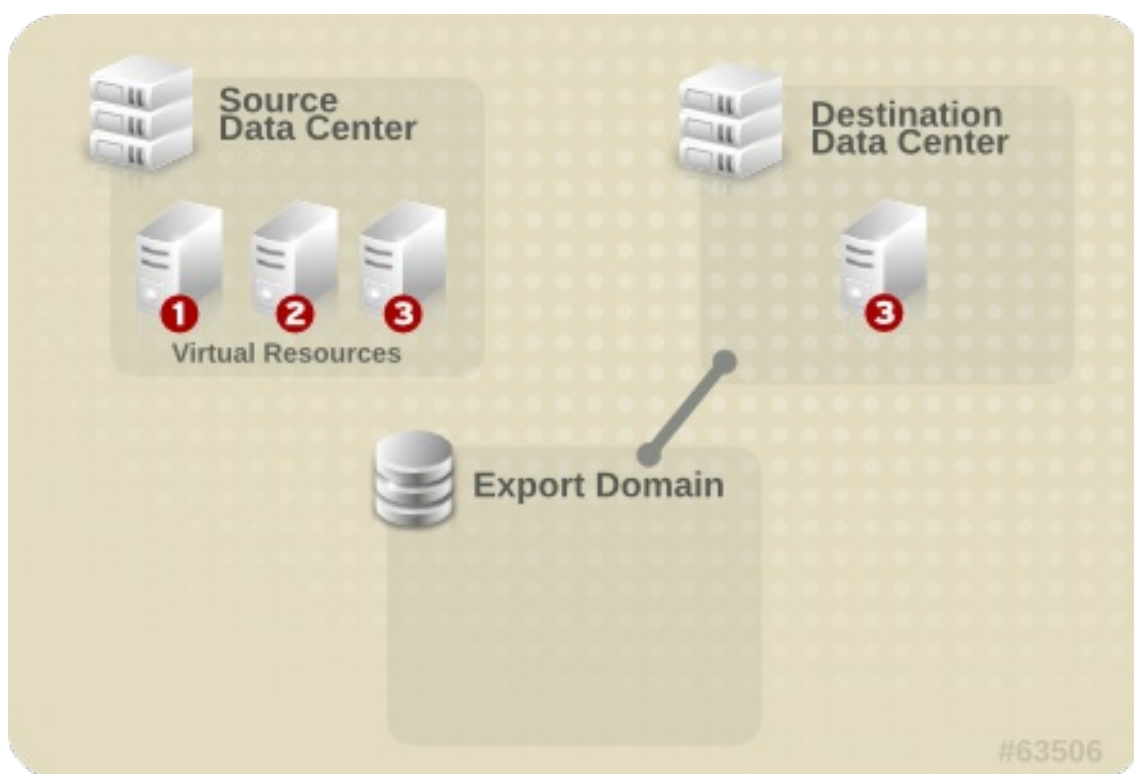 Source
Data Center
Destination
Data Center
1
2
3
3
Virtual Resources
Export Domain
#63506